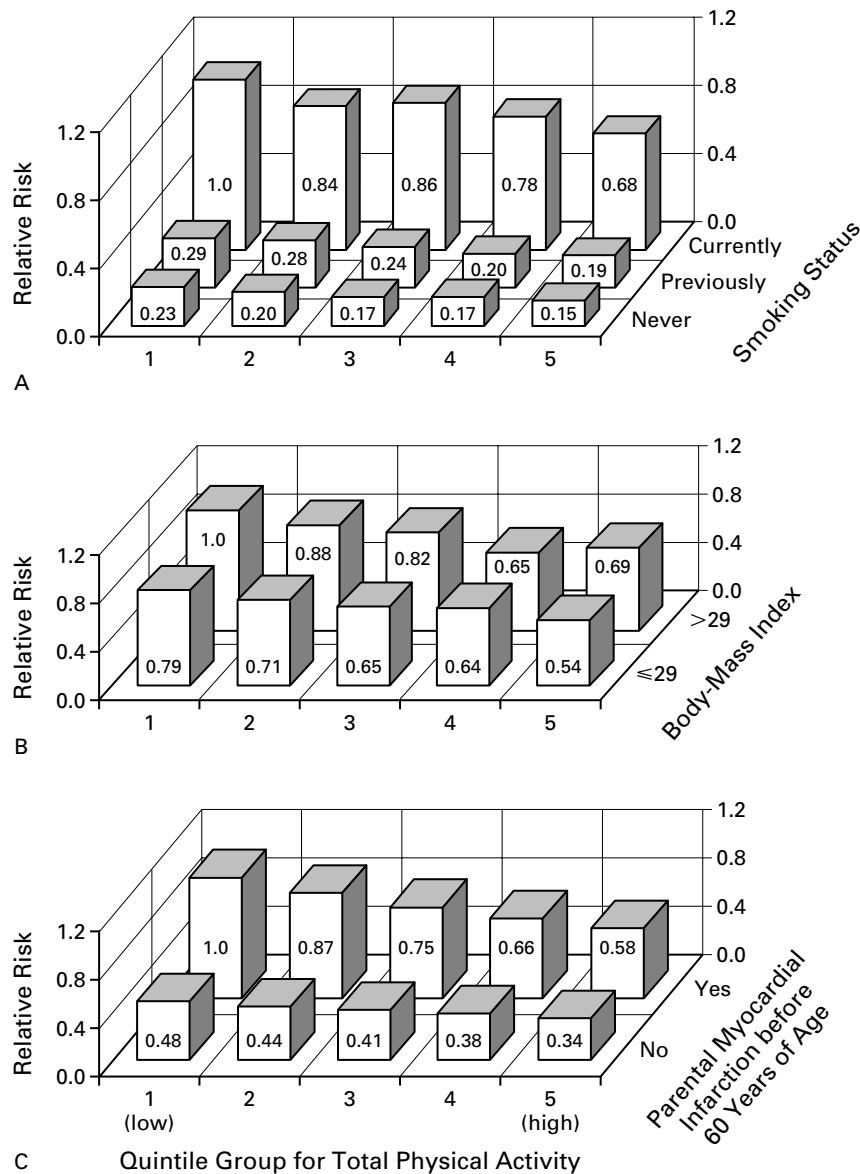 1.2
0.8
0.4
0.0
Relative Risk
1.2
0.8
0.4
0.0
1.0 0.84 0.86 0.78 0.68
0.29 0.28 0.24 0.20 0.19
0.23 0.20 0.17 0.17 0.15
Currently
Previously
Never
Smoking Status
1 2 3 4 5
A
1.2
0.8
0.4
0.0
Relative Risk
1.2
0.8
0.4
0.0
1.0 0.88 0.82 0.65 0.69
0.79 0.71 0.65 0.64 0.54
>29
≤29
Body-Mass Index
1 2 3 4 5
B
1.2
0.8
0.4
0.0
Relative Risk
1.2
0.8
0.4
0.0
1.0 0.87 0.75 0.66 0.58
0.48 0.44 0.41 0.38 0.34
Yes
No
Parental Myocardial
Infarction before
60 Years of Age
1 2 3 4 5
(low) (high)
C Quintile Group for Total Physical Activity